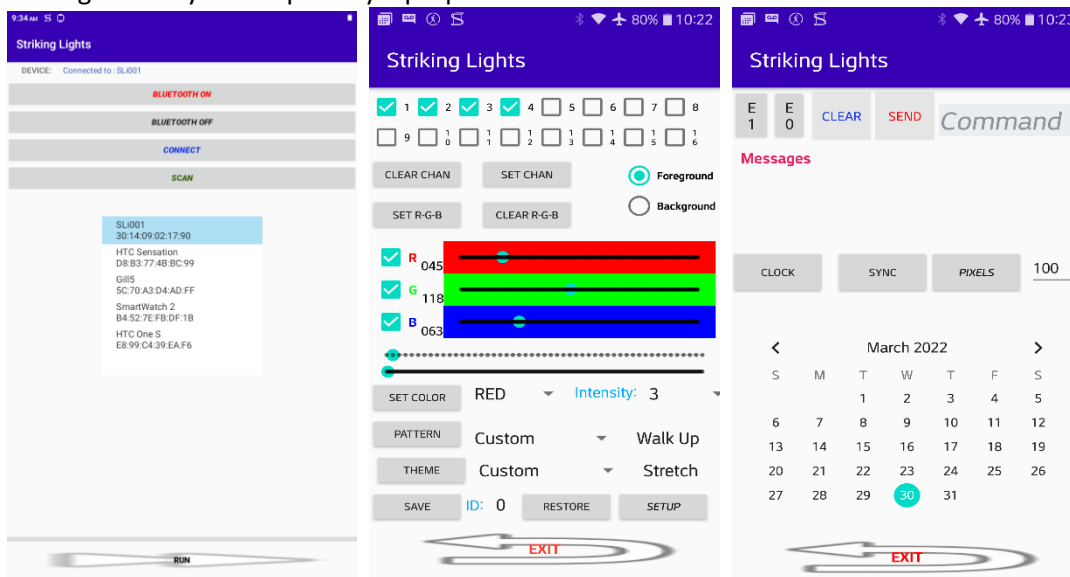 9:34 AM
Striking Lights
DEVICE: Connected to : SLi001
BLUETOOTH ON
BLUETOOTH OFF
CONNECT
SCAN
SLi001
30:14:09:02:17:90
HTC Sensation
D8:B3:77:4B:BC:99
Gill5
5C:70:A3:D4:AD:FF
SmartWatch 2
B4:52:7E:FB:DF:1B
HTC One S
E8:99:C4:39:EA:F6
RUN
80% 10:22
Striking Lights
1 2 3 4 5 6 7 8
9 10 11 12 13 14 15 16
CLEAR CHAN SET CHAN Foreground
SET R-G-B CLEAR R-G-B Background
R 045
G 118
B 063
SET COLOR RED Intensity: 3
PATTERN Custom Walk Up
THEME Custom Stretch
SAVE ID: 0 RESTORE SETUP
EXIT
80% 10:23
Striking Lights
E1 E0 CLEAR SEND Command
Messages
CLOCK SYNC PIXELS 100
March 2022
S M T W T F S
1 2 3 4 5
6 7 8 9 10 11 12
13 14 15 16 17 18 19
20 21 22 23 24 25 26
27 28 29 30 31
EXIT